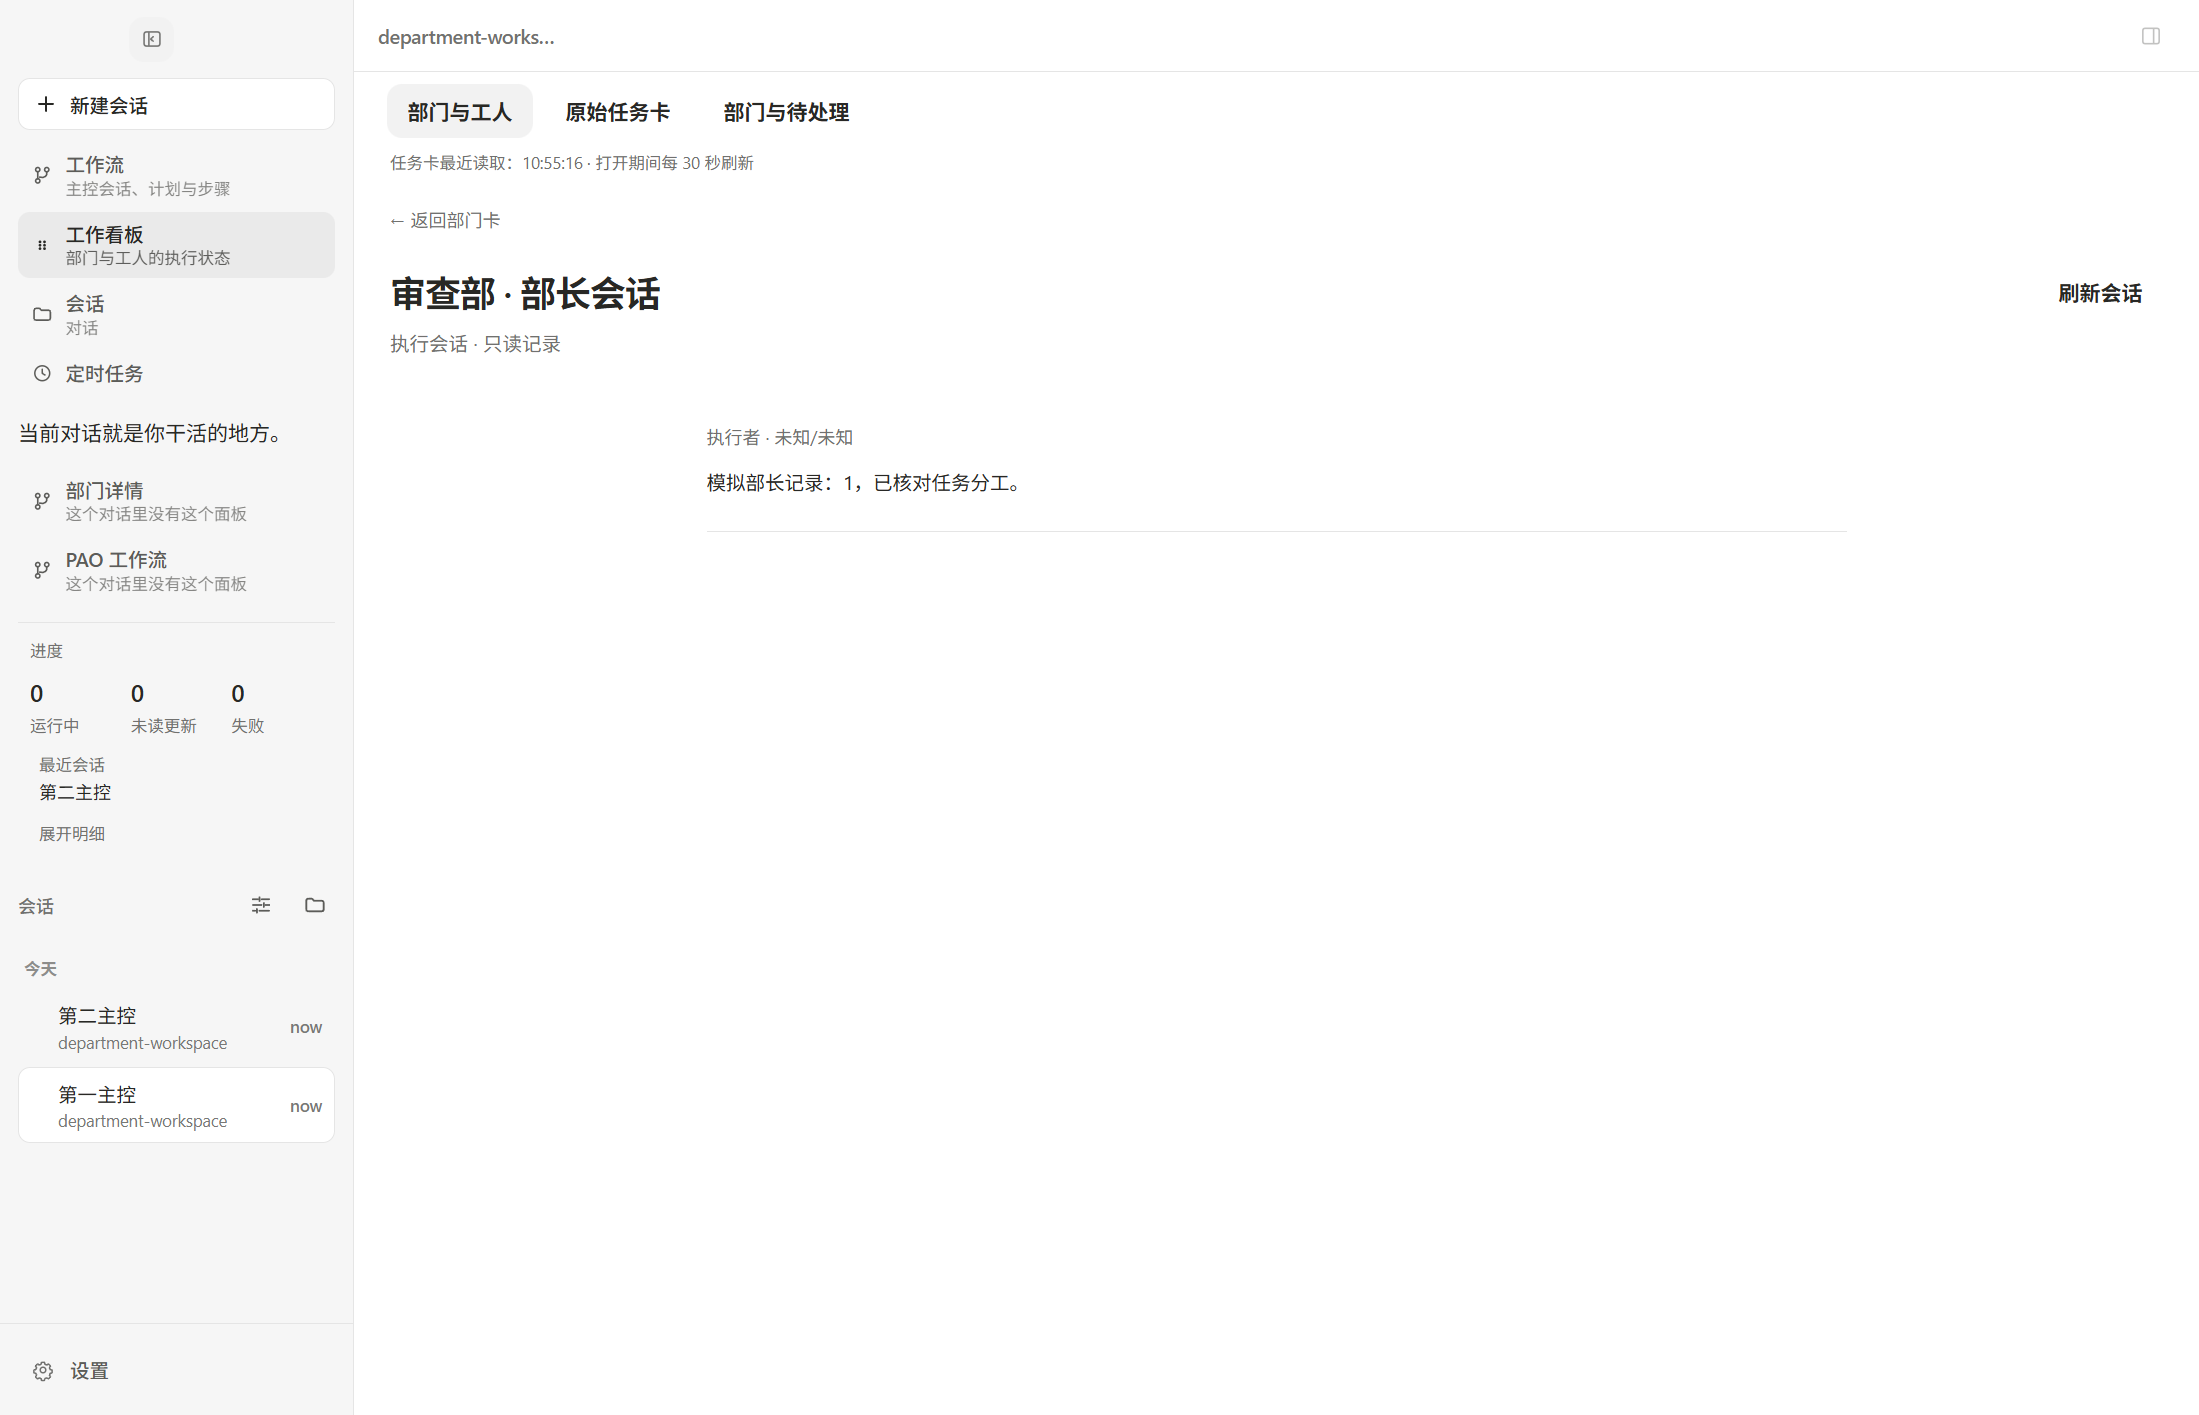 新建会话
工作流
主控会话、计划与步骤
工作看板
部门与工人的执行状态
会话
对话
定时任务
当前对话就是你干活的地方。
部门详情
这个对话里没有这个面板
PAO 工作流
这个对话里没有这个面板
进度
0 0 0
运行中 未读更新 失败
最近会话
第二主控
展开明细
会话
今天
第二主控
department-workspace
now
第一主控
department-workspace
now
设置
department-works...
部门与工人 原始任务卡 部门与待处理
任务卡最近读取：10:55:16 · 打开期间每 30 秒刷新
← 返回部门卡
审查部 · 部长会话
刷新会话
执行会话 · 只读记录
执行者 · 未知/未知
模拟部长记录：1，已核对任务分工。